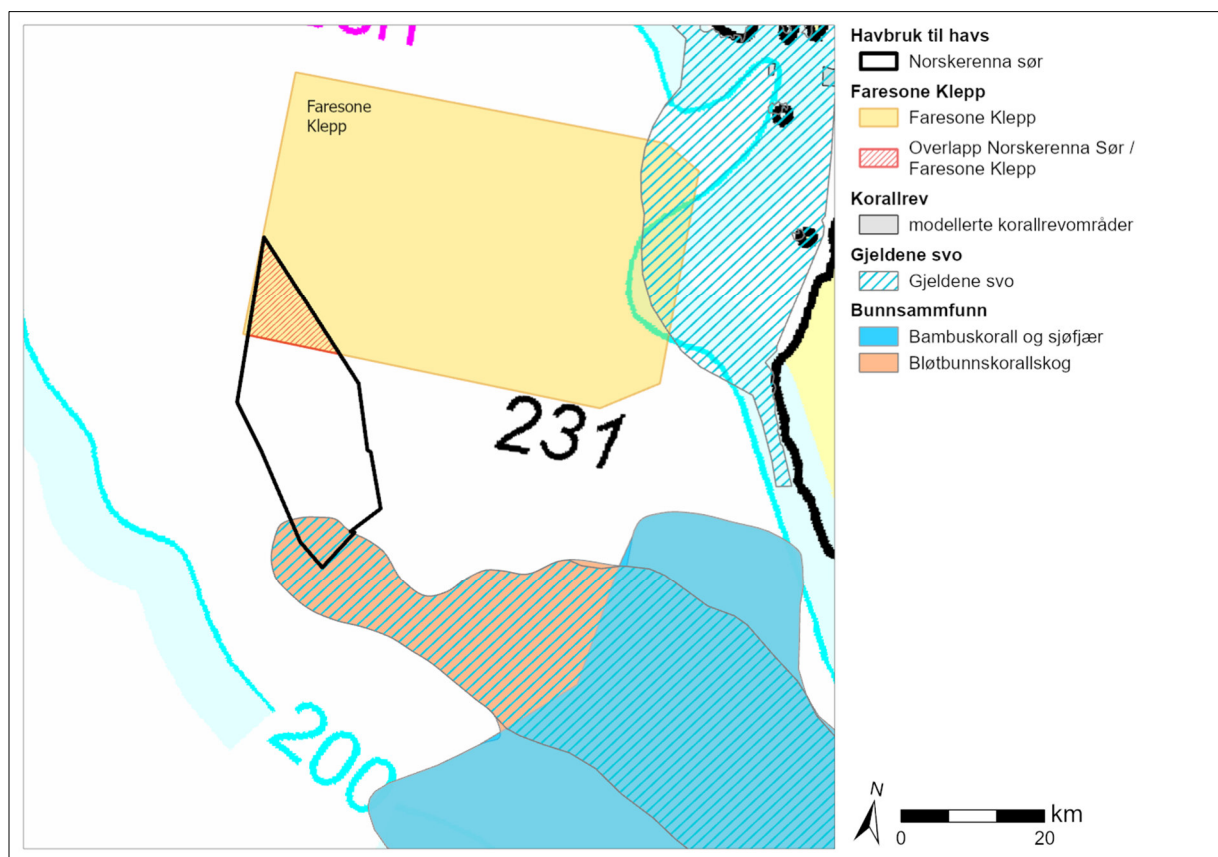 Faresone
Klepp
231
200
Havbruk til havs
Norskerenna sør
Faresone Klepp
Faresone Klepp
Overlapp Norskerenna Sør /
Faresone Klepp
Korallrev
modellerte korallrevområder
Gjeldene svo
Gjeldene svo
Bunnsammfunn
Bambuskorall og sjøfjær
Bløtbunnskorallskog
N
km
0 20